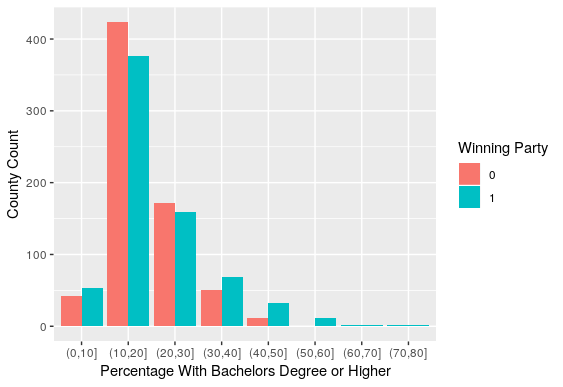 County Count
400
300
200
100
0
(0,10] (10,20] (20,30] (30,40] (40,50] (50,60] (60,70] (70,80]
Percentage With Bachelors Degree or Higher
Winning Party
0
1